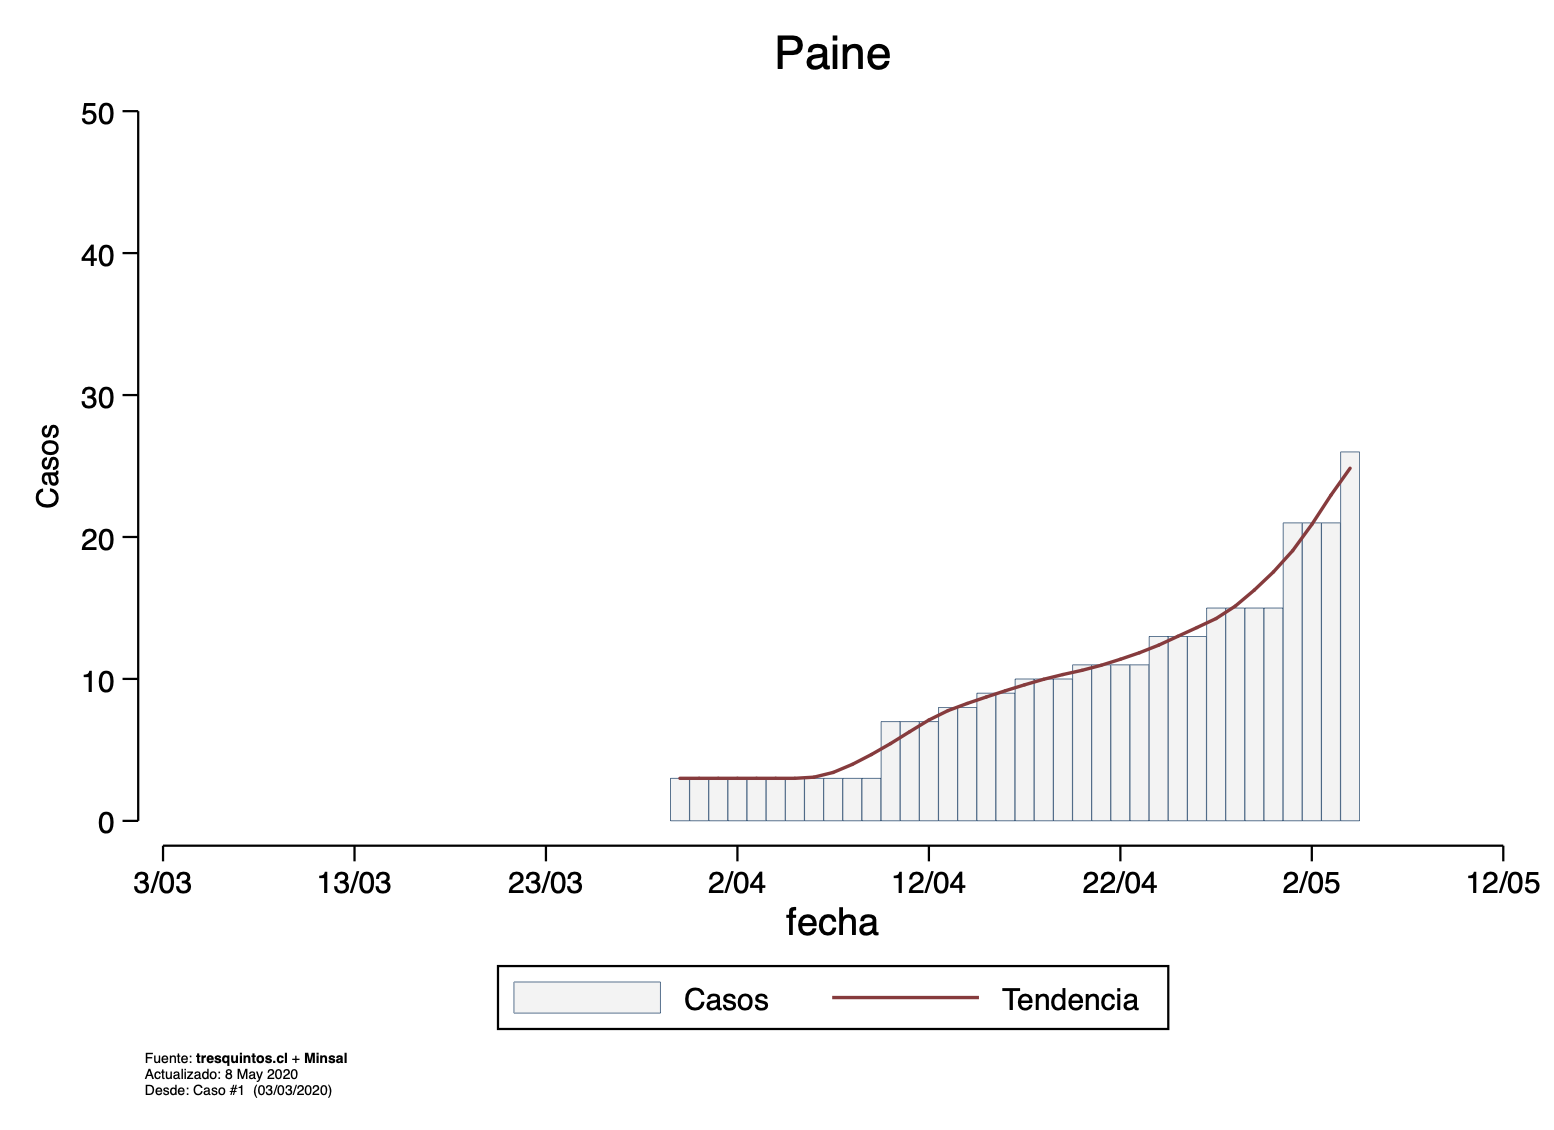 Paine
50
40
30
20
10
0
Casos
3/03 13/03 23/03 2/04 12/04 22/04 2/05 12/05
fecha
Casos Tendencia
Fuente: tresquintos.cl + Minsal
Actualizado: 8 May 2020
Desde: Caso #1 (03/03/2020)